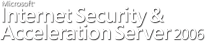 Microsoft®
Internet Security &
Acceleration Server 2006